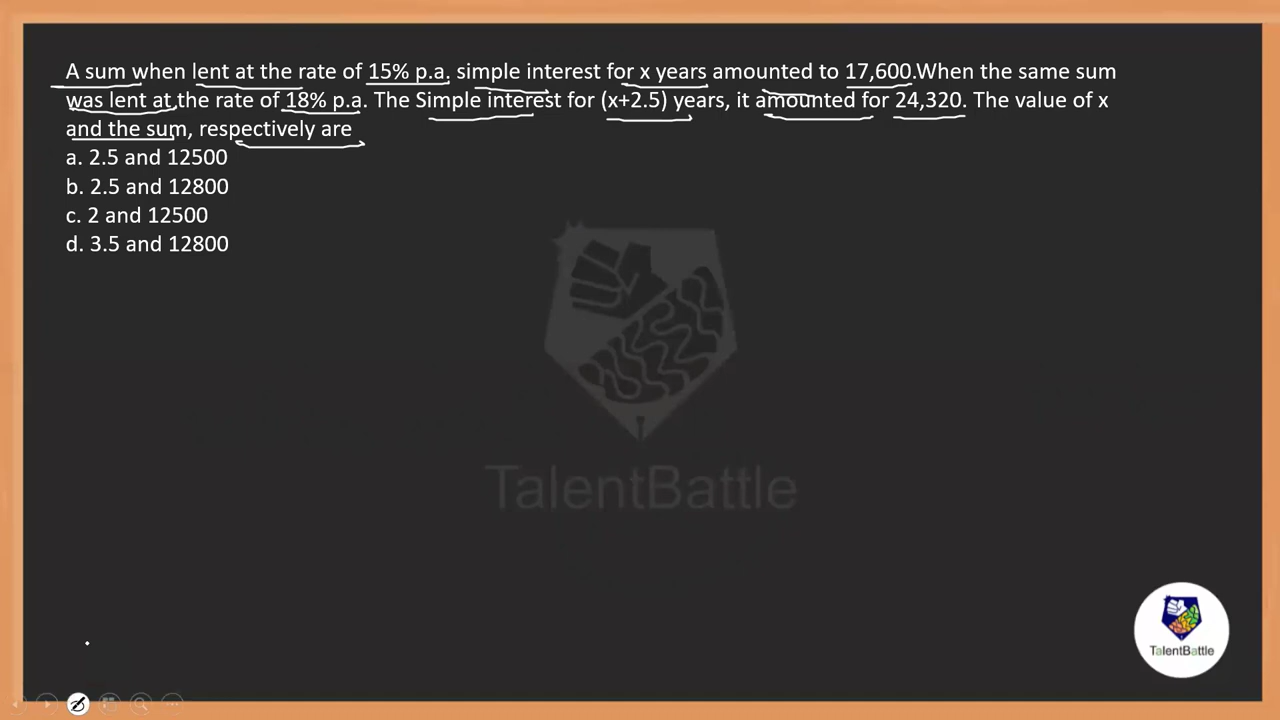 A sum when lent at the rate of 15% p.a, simple interest for x years amounted to 17,600.When the same sum
was lent at the rate of 18% p.a. The Simple interest for (x+2.5) years, it amounted for 24,320. The value of x
and the sum, respectively are
a. 2.5 and 12500
b. 2.5 and 12800
c. 2 and 12500
d. 3.5 and 12800
TalentBattle
TalentBattle